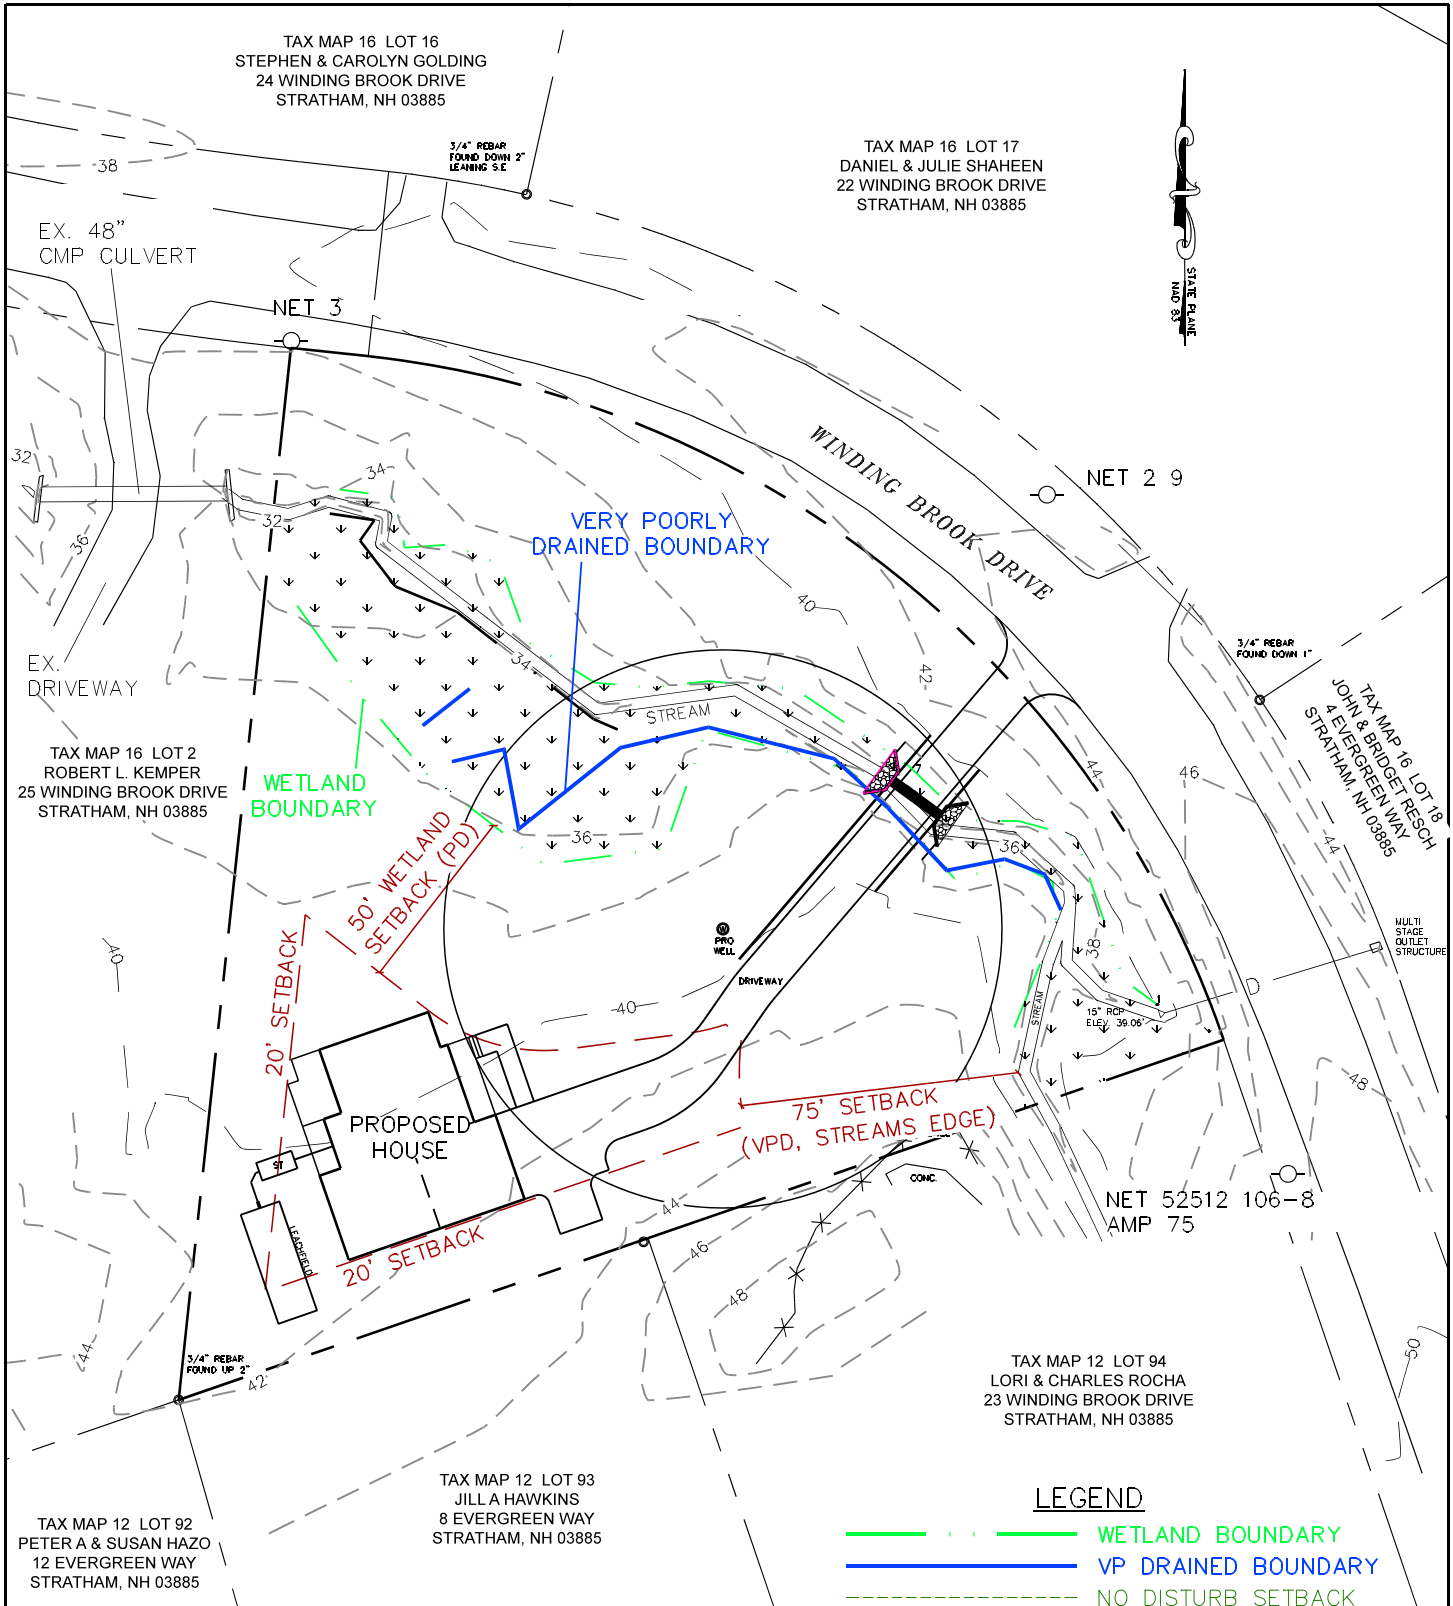 TAX MAP 16 LOT 16
STEPHEN & CAROLYN GOLDING
24 WINDING BROOK DRIVE
STRATHAM, NH 03885
3/4" REBAR
FOUND DOWN 2"
LEANING S.E
TAX MAP 16 LOT 17
DANIEL & JULIE SHAHEEN
22 WINDING BROOK DRIVE
STRATHAM, NH 03885
STATE PLANE
NAD 83
38
EX. 48"
CMP CULVERT
NET 3
32
34
32
36
VERY POORLY
DRAINED BOUNDARY
WINDING BROOK DRIVE
NET 2 9
40
42
34
3/4" REBAR
FOUND DOWN 1"
EX.
DRIVEWAY
STREAM
TAX MAP 16 LOT 18
JOHN & BRIDGET RESCH
4 EVERGREEN WAY
STRATHAM, NH 03885
TAX MAP 16 LOT 2
ROBERT L. KEMPER
25 WINDING BROOK DRIVE
STRATHAM, NH 03885
WETLAND
BOUNDARY
44
46
44
36
36
50' WETLAND
SETBACK (PD)
W
PRO
WELL
DRIVEWAY
38
MULTI
STAGE
OUTLET
STRUCTURE
40
20' SETBACK
40
STREAM
15" RCP
ELEV. 39.06'
D
48
PROPOSED
HOUSE
75' SETBACK
(VPD, STREAMS EDGE)
ST
CONC.
NET 52512 106-8
AMP 75
LEACHFIELD
20' SETBACK
44
46
48
44
3/4" REBAR
FOUND UP 2"
42
50
TAX MAP 12 LOT 94
LORI & CHARLES ROCHA
23 WINDING BROOK DRIVE
STRATHAM, NH 03885
TAX MAP 12 LOT 93
JILL A HAWKINS
8 EVERGREEN WAY
STRATHAM, NH 03885
TAX MAP 12 LOT 92
PETER A & SUSAN HAZO
12 EVERGREEN WAY
STRATHAM, NH 03885
LEGEND
WETLAND BOUNDARY
VP DRAINED BOUNDARY
NO DISTURB SETBACK